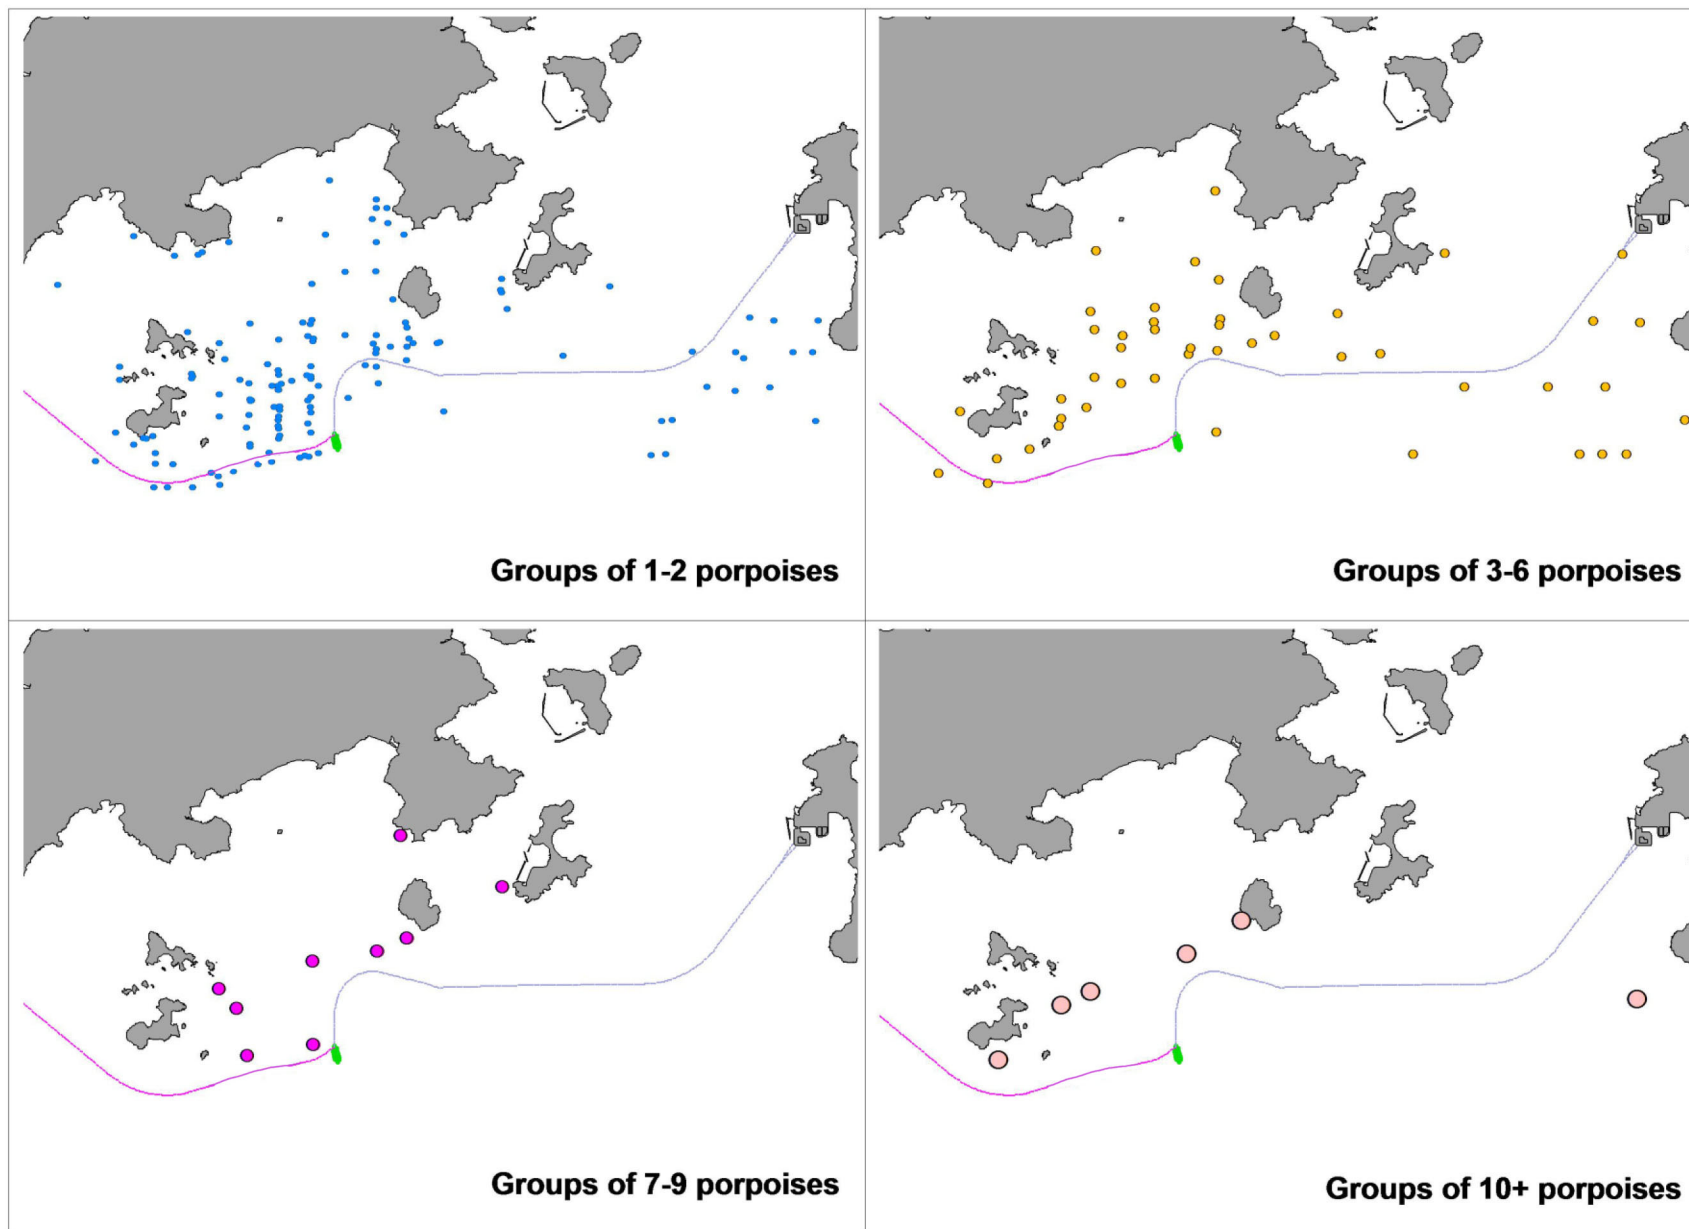 Groups of 1-2 porpoises
Groups of 3-6 porpoises
Groups of 7-9 porpoises
Groups of 10+ porpoises